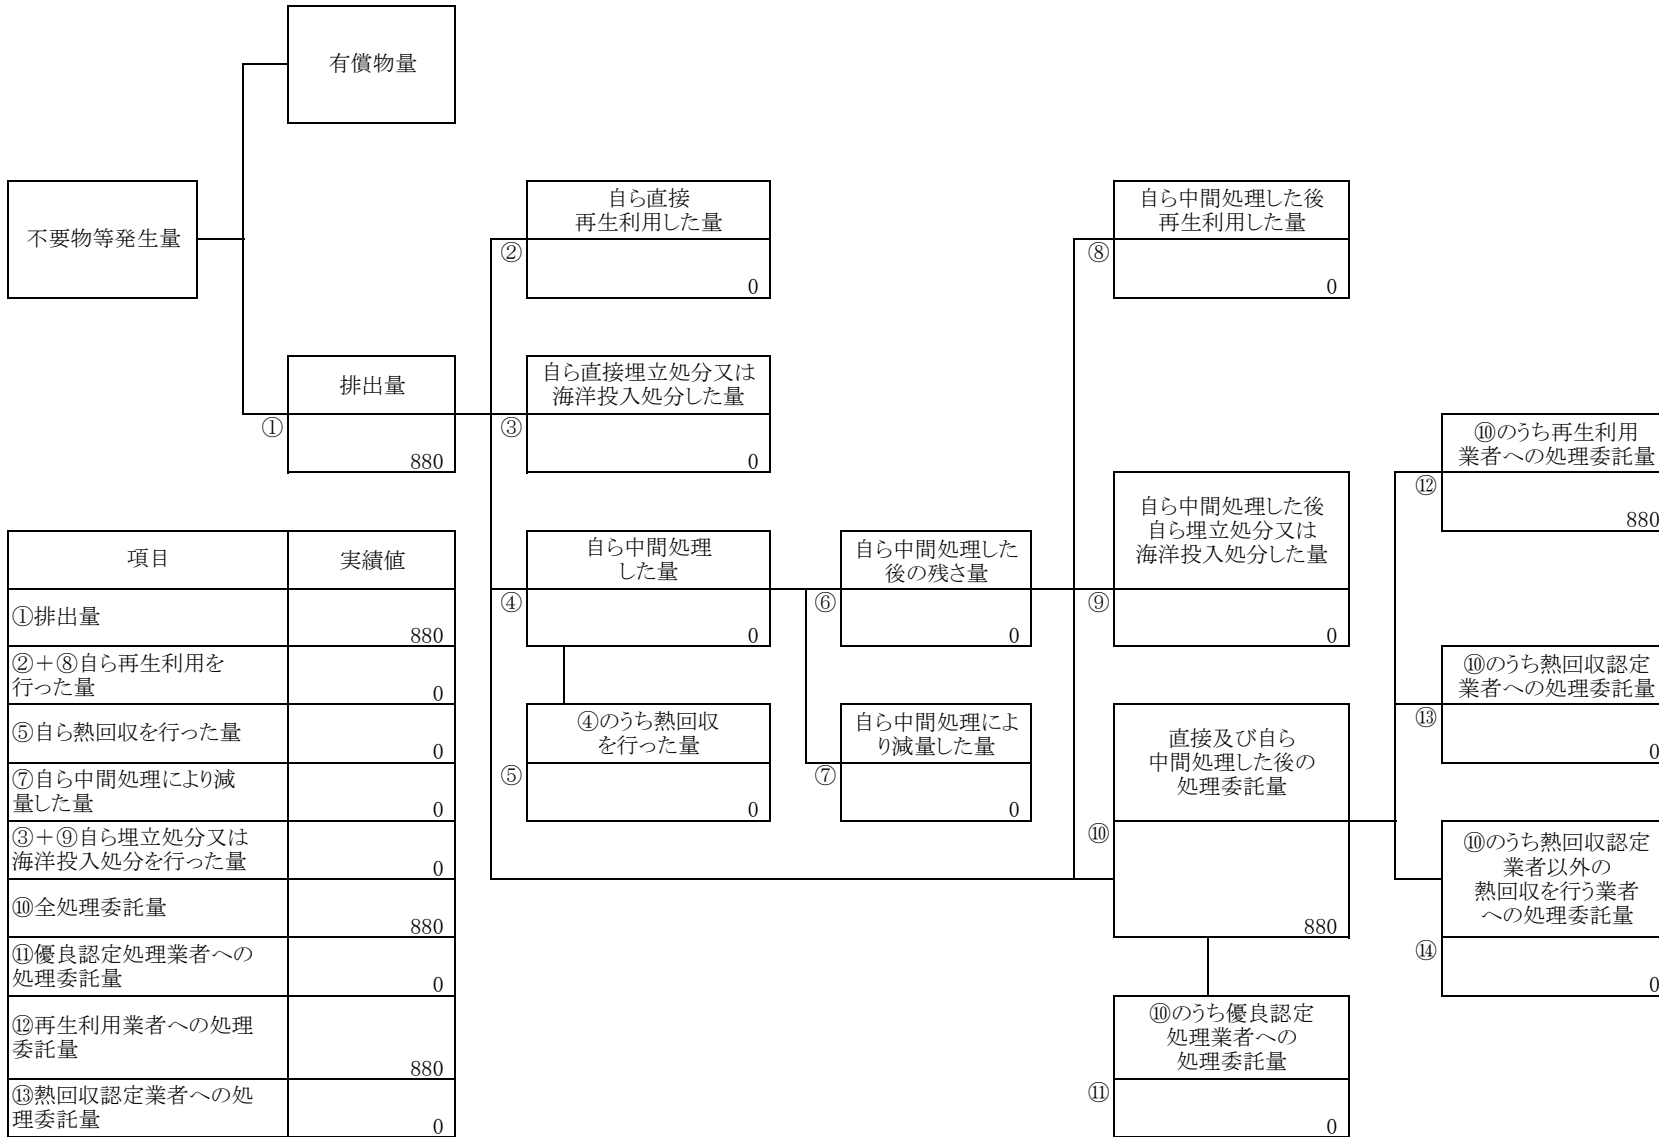 有償物量
不要物等発生量
自ら直接
再生利用した量
②
0
自ら中間処理した後
再生利用した量
⑧
0
排出量
①
880
自ら直接埋立処分又は
海洋投入処分した量
③
0
⑩のうち再生利用
業者への処理委託量
⑫
880
自ら中間処理した後
自ら埋立処分又は
海洋投入処分した量
⑨
0
自ら中間処理
した量
④
0
自ら中間処理した
後の残さ量
⑥
0
⑩のうち熱回収認定
業者への処理委託量
⑬
0
④のうち熱回収
を行った量
⑤
0
自ら中間処理によ
り減量した量
⑦
0
直接及び自ら
中間処理した後の
処理委託量
⑩
880
⑩のうち熱回収認定
業者以外の
熱回収を行う業者
への処理委託量
⑭
0
⑩のうち優良認定
処理業者への
処理委託量
⑪
0
項目 実績値
①排出量
880
②+⑧自ら再生利用を
行った量
0
⑤自ら熱回収を行った量
0
⑦自ら中間処理により減
量した量
0
③+⑨自ら埋立処分又は
海洋投入処分を行った量
0
⑩全処理委託量
880
⑪優良認定処理業者への
処理委託量
0
⑫再生利用業者への処理
委託量
880
⑬熱回収認定業者への処
理委託量
0